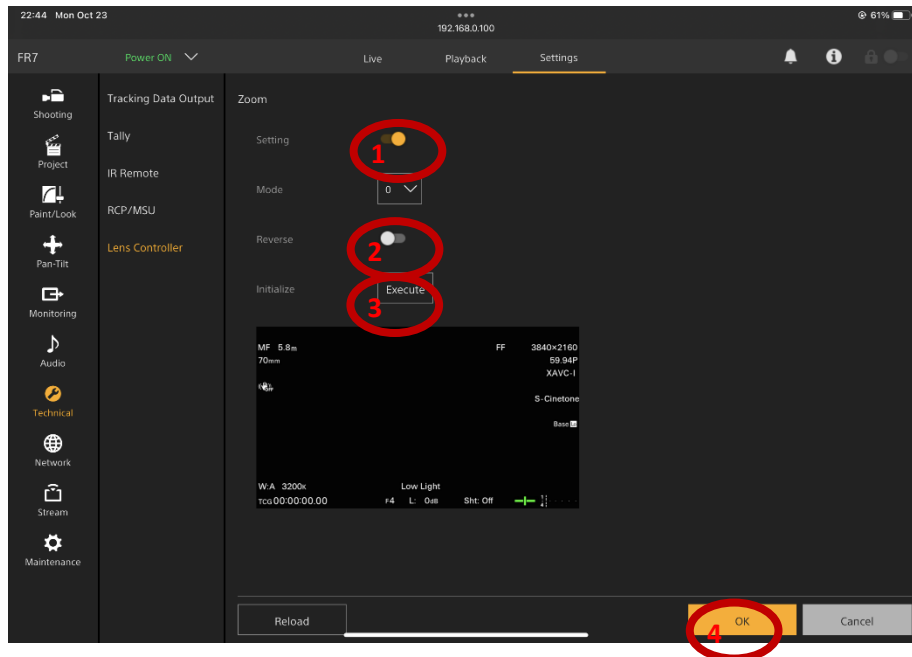 22:44 Mon Oct 23
192.168.0.100
61%
FR7
Power ON
Live
Playback
Settings
Shooting
Project
Paint/Look
Pan-Tilt
Monitoring
Audio
Technical
Network
Stream
Maintenance
Tracking Data Output
Tally
IR Remote
RCP/MSU
Lens Controller
Zoom
Setting
1
Mode
0
Reverse
2
Initialize
Execute
3
MF 5.8m
FF 3840×2160
70mm
59.94P
XAVC-I
S-Cinetone
Base
W:A 3200K
Low Light
TCG 00:00:00.00
F4 L: 0dB Sht: Off
Reload
OK
4
Cancel